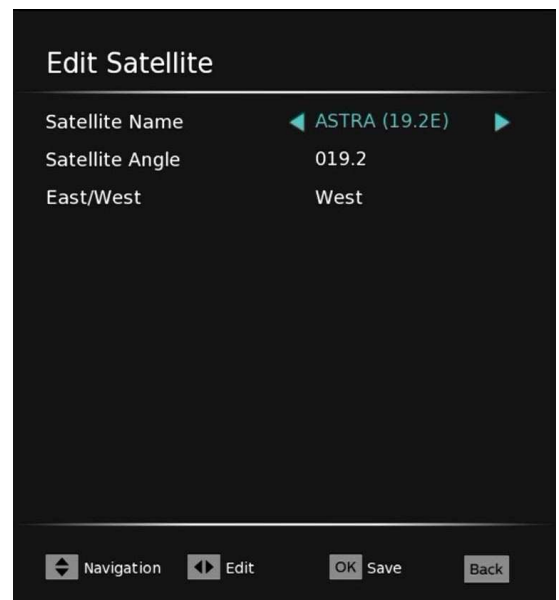 Edit Satellite
Satellite Name ASTRA (19.2E)
Satellite Angle 019.2
East/West West
Navigation Edit OK Save Back